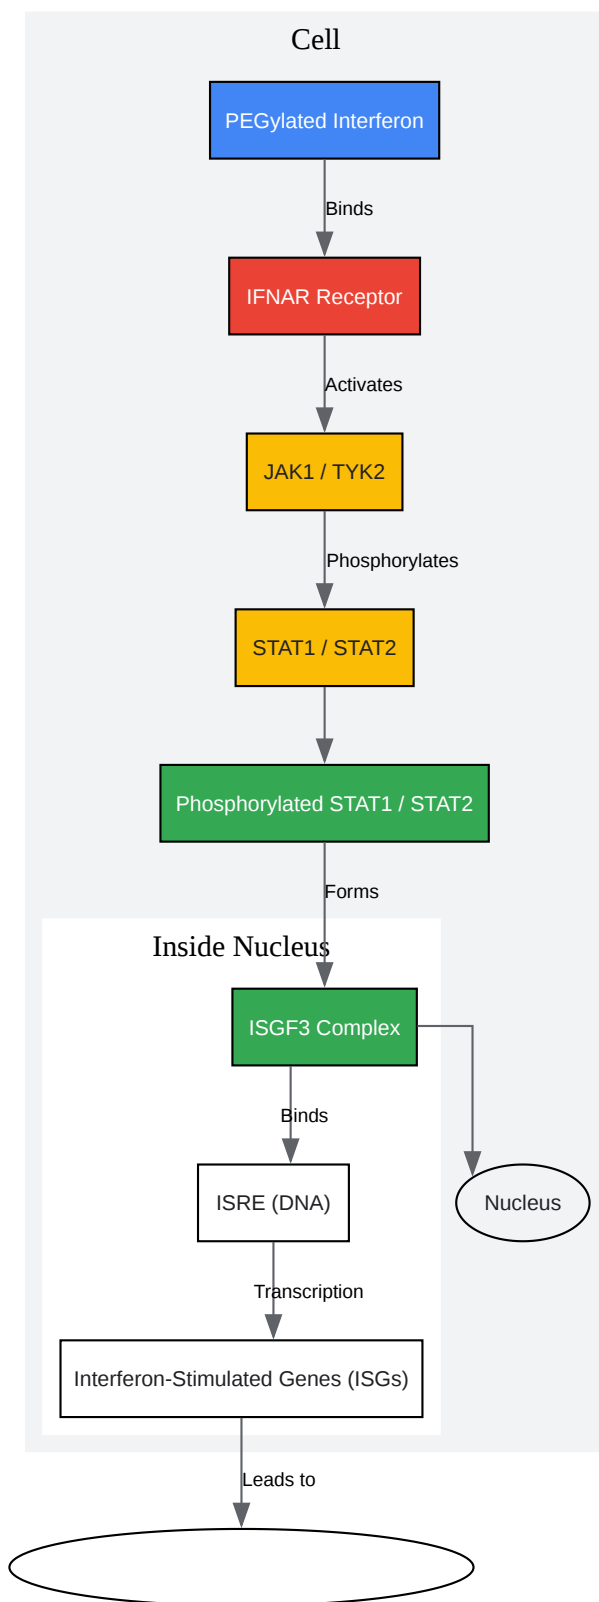 Cell
PEGylated Interferon
Binds
IFNAR Receptor
Activates
JAK1 / TYK2
Phosphorylates
STAT1 / STAT2
Phosphorylated STAT1 / STAT2
Forms
Inside Nucleus
ISGF3 Complex
Binds
ISRE (DNA)
Nucleus
Transcription
Interferon-Stimulated Genes (ISGs)
Leads to